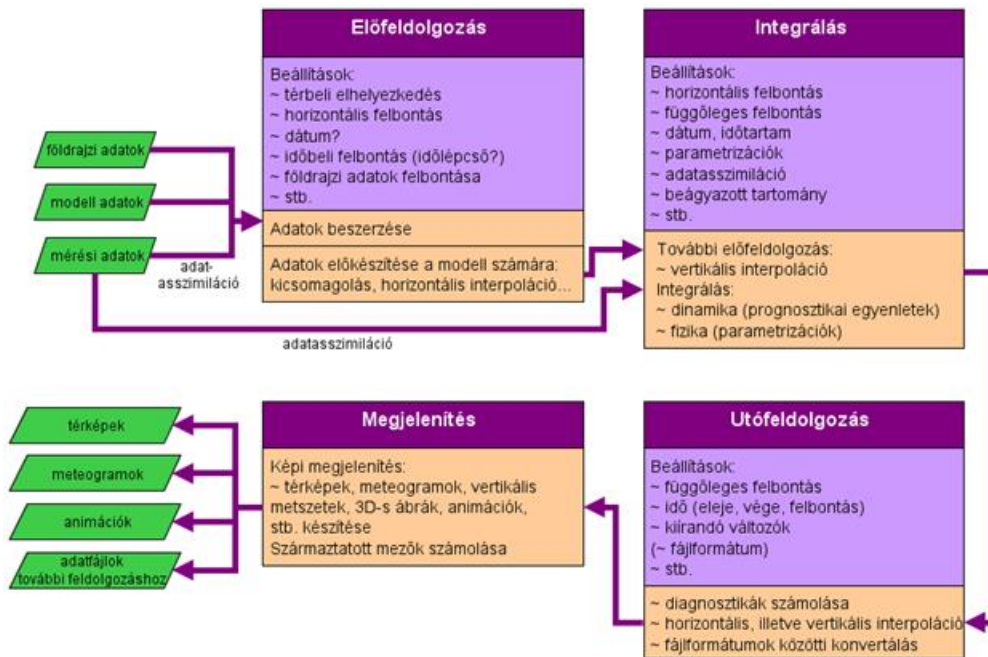 Előfeldolgozás
Beállítások:
~ térbeli elhelyezkedés
~ horizontális felbontás
~ dátum?
~ időbeli felbontás (időlépcső?)
~ földrajzi adatok felbontása
~ stb.
Adatok beszerzése
Adatok előkészítése a modell számára:
kicsomagolás, horizontális interpoláció...
földrajzi adatok
modell adatok
mérési adatok
adat-
asszimiláció
adatasszimiláció
Integrálás
Beállítások:
~ horizontális felbontás
~ függőleges felbontás
~ dátum, időtartam
~ parametrizációk
~ adatasszimiláció
~ beágyazott tartomány
~ stb.
További előfeldolgozás:
~ vertikális interpoláció
Integrálás:
~ dinamika (prognosztikai egyenletek)
~ fizika (parametrizációk)
Utófeldolgozás
Beállítások:
~ függőleges felbontás
~ idő (eleje, vége, felbontás)
~ kiírandó változók
(~ fájlformátum)
~ stb.
~ diagnosztikák számolása
~ horizontális, illetve vertikális interpoláció
~ fájlformátumok közötti konvertálás
Megjelenítés
Képi megjelenítés:
~ térképek, meteogramok, vertikális
metszetek, 3D-s ábrák, animációk,
stb. készítése
Származtatott mezők számolása
térképek
meteogramok
animációk
adatfájlok
további feldolgozáshoz